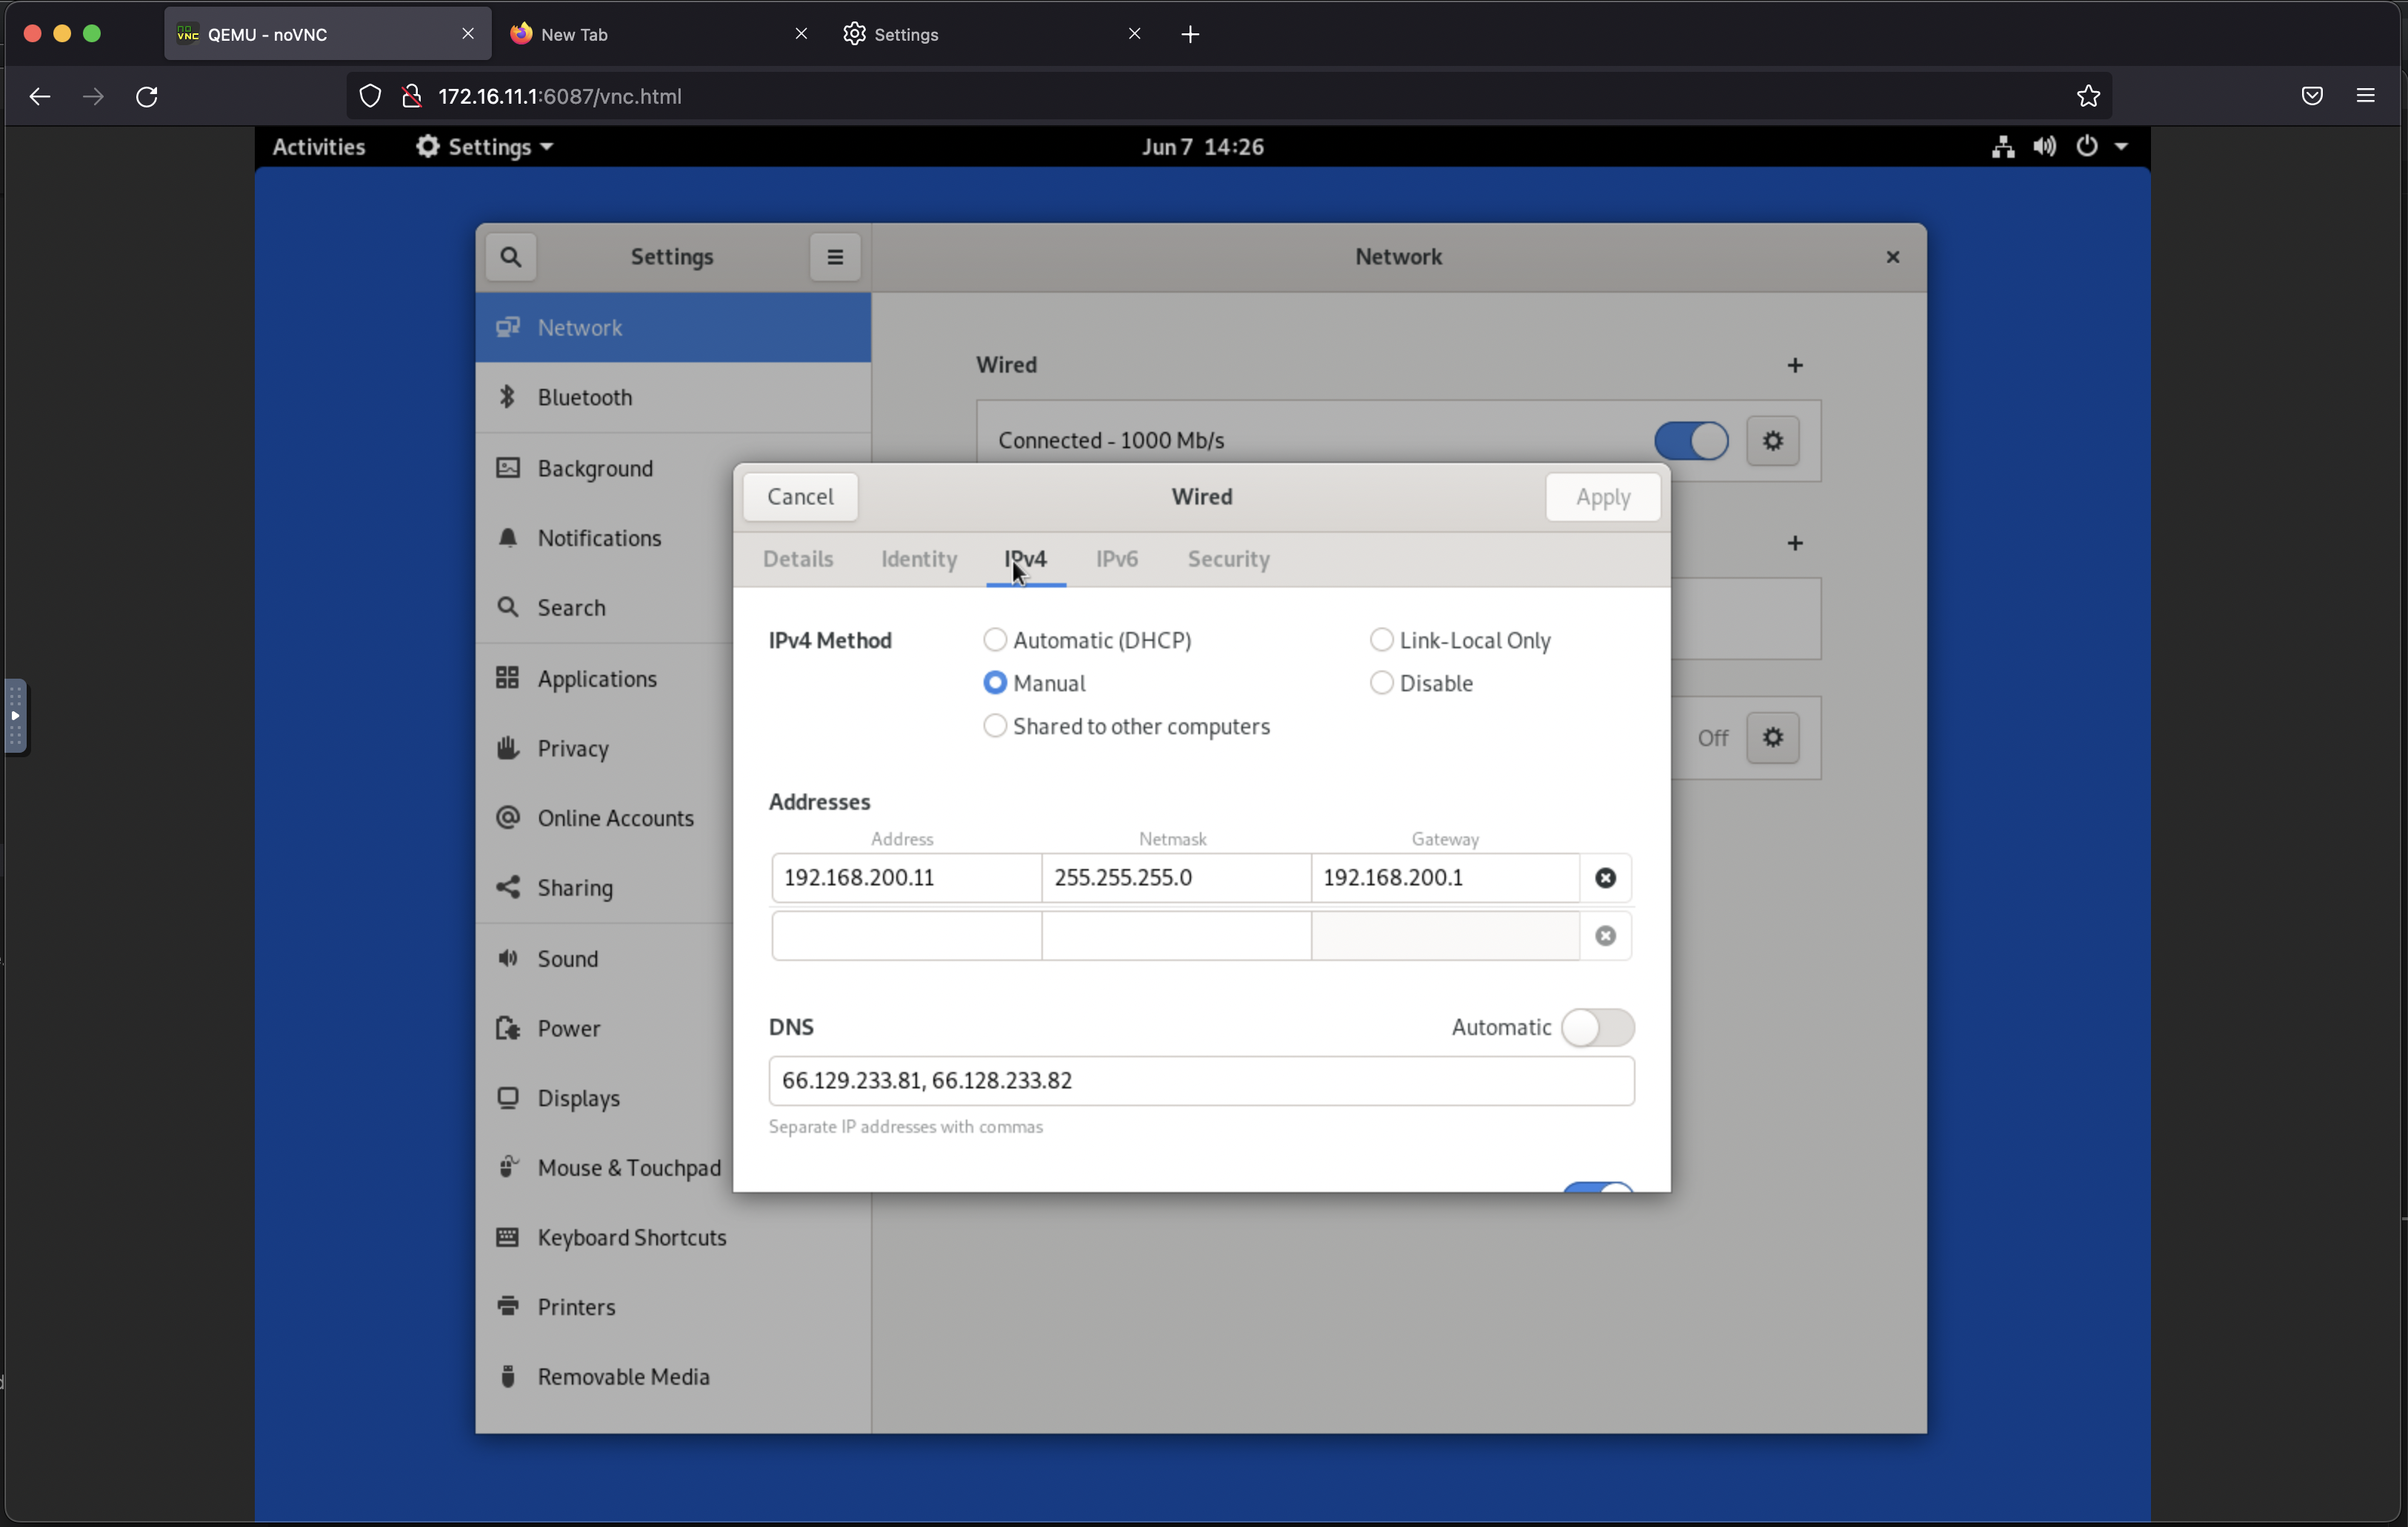 QEMU - noVNC
New Tab
Settings
172.16.11.1:6087/vnc.html
Activities
Settings
Jun 7 14:26
Settings
Network
Network
Bluetooth
Background
Notifications
Search
Applications
Privacy
Online Accounts
Sharing
Sound
Power
Displays
Mouse & Touchpad
Keyboard Shortcuts
Printers
Removable Media
Wired
Connected - 1000 Mb/s
Off
Cancel
Wired
Apply
Details
Identity
IPv4
IPv6
Security
IPv4 Method
Automatic (DHCP)
Link-Local Only
Manual
Disable
Shared to other computers
Addresses
Address
Netmask
Gateway
192.168.200.11
255.255.255.0
192.168.200.1
DNS
Automatic
66.129.233.81, 66.128.233.82
Separate IP addresses with commas